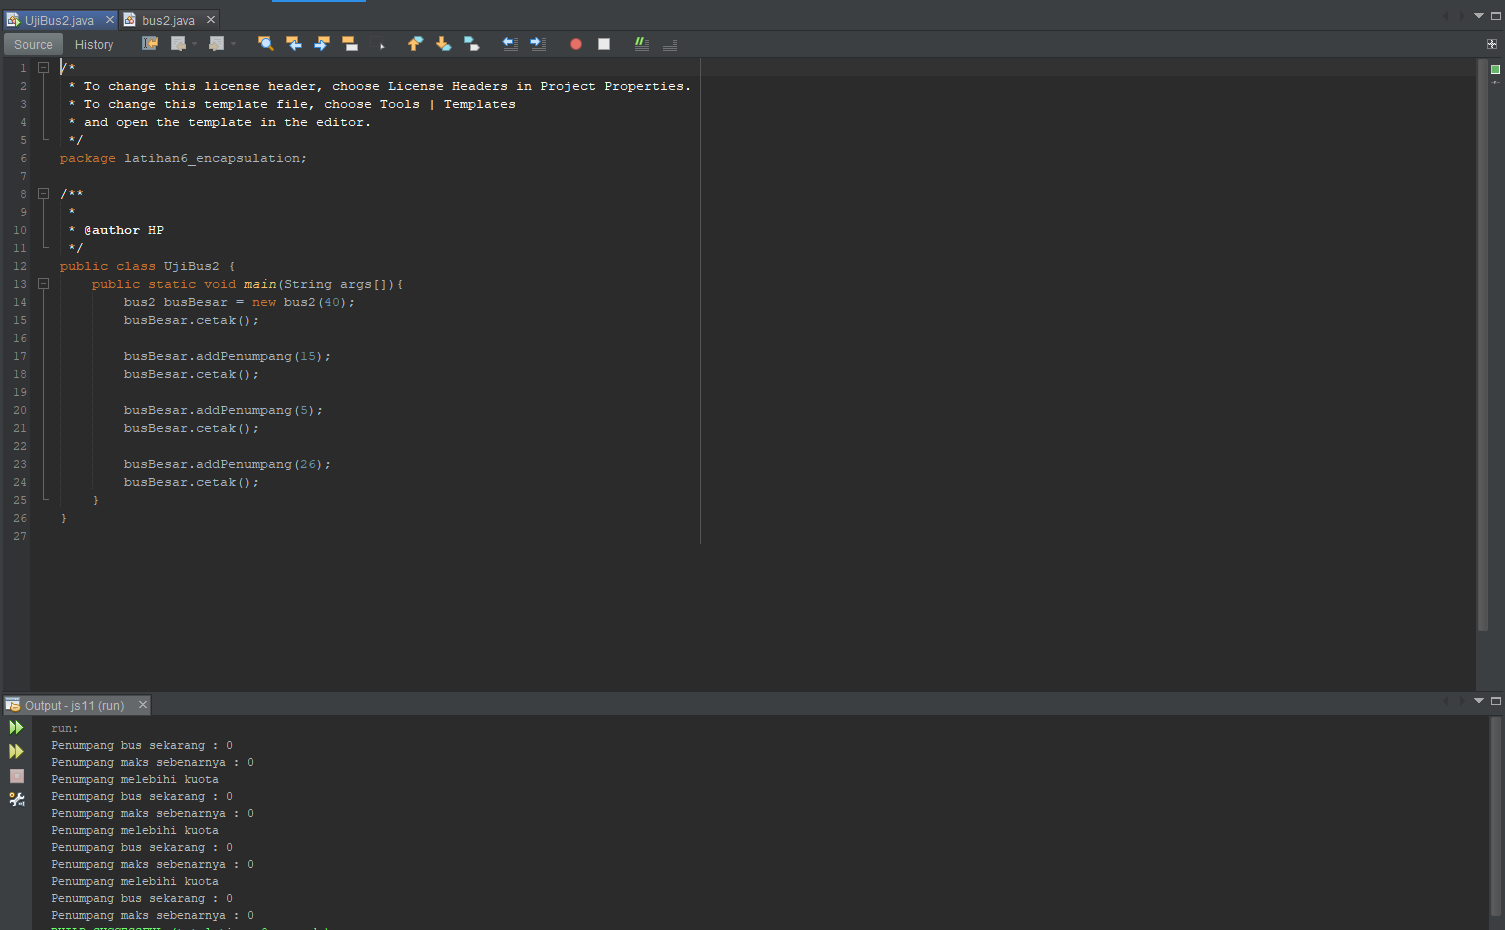 UjiBus2.java
bus2.java
Source History
1 /*
2 * To change this license header, choose License Headers in Project Properties.
3 * To change this template file, choose Tools | Templates
4 * and open the template in the editor.
5 */
6 package latihan6_encapsulation;
7
8 /**
9 *
10 * @author HP
11 */
12 public class UjiBus2 {
13 public static void main(String args[]){
14 bus2 busBesar = new bus2(40);
15 busBesar.cetak();
16
17 busBesar.addPenumpang(15);
18 busBesar.cetak();
19
20 busBesar.addPenumpang(5);
21 busBesar.cetak();
22
23 busBesar.addPenumpang(26);
24 busBesar.cetak();
25 }
26 }
27
Output - js11 (run)
run:
Penumpang bus sekarang : 0
Penumpang maks sebenarnya : 0
Penumpang melebihi kuota
Penumpang bus sekarang : 0
Penumpang maks sebenarnya : 0
Penumpang melebihi kuota
Penumpang bus sekarang : 0
Penumpang maks sebenarnya : 0
Penumpang melebihi kuota
Penumpang bus sekarang : 0
Penumpang maks sebenarnya : 0